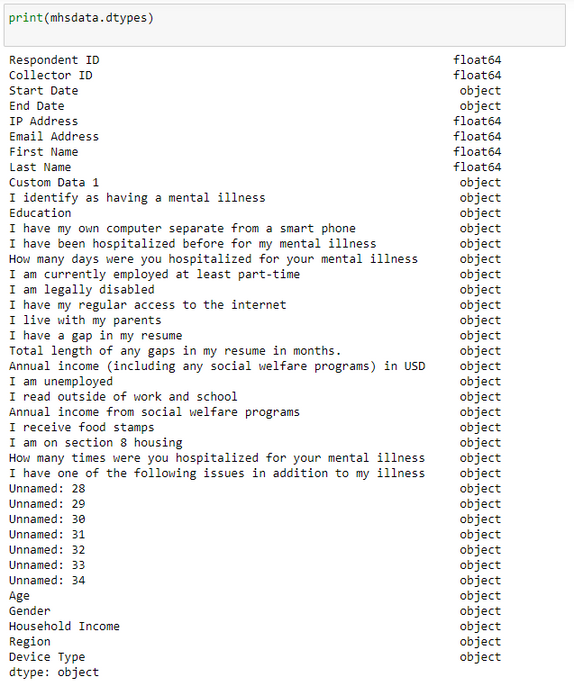 print(mhsdata.dtypes)
Respondent ID float64
Collector ID float64
Start Date object
End Date object
IP Address float64
Email Address float64
First Name float64
Last Name float64
Custom Data 1 object
I identify as having a mental illness object
Education object
I have my own computer separate from a smart phone object
I have been hospitalized before for my mental illness object
How many days were you hospitalized for your mental illness object
I am currently employed at least part-time object
I am legally disabled object
I have my regular access to the internet object
I live with my parents object
I have a gap in my resume object
Total length of any gaps in my resume in months. object
Annual income (including any social welfare programs) in USD object
I am unemployed object
I read outside of work and school object
Annual income from social welfare programs object
I receive food stamps object
I am on section 8 housing object
How many times were you hospitalized for your mental illness object
I have one of the following issues in addition to my illness object
Unnamed: 28 object
Unnamed: 29 object
Unnamed: 30 object
Unnamed: 31 object
Unnamed: 32 object
Unnamed: 33 object
Unnamed: 34 object
Age object
Gender object
Household Income object
Region object
Device Type object
dtype: object